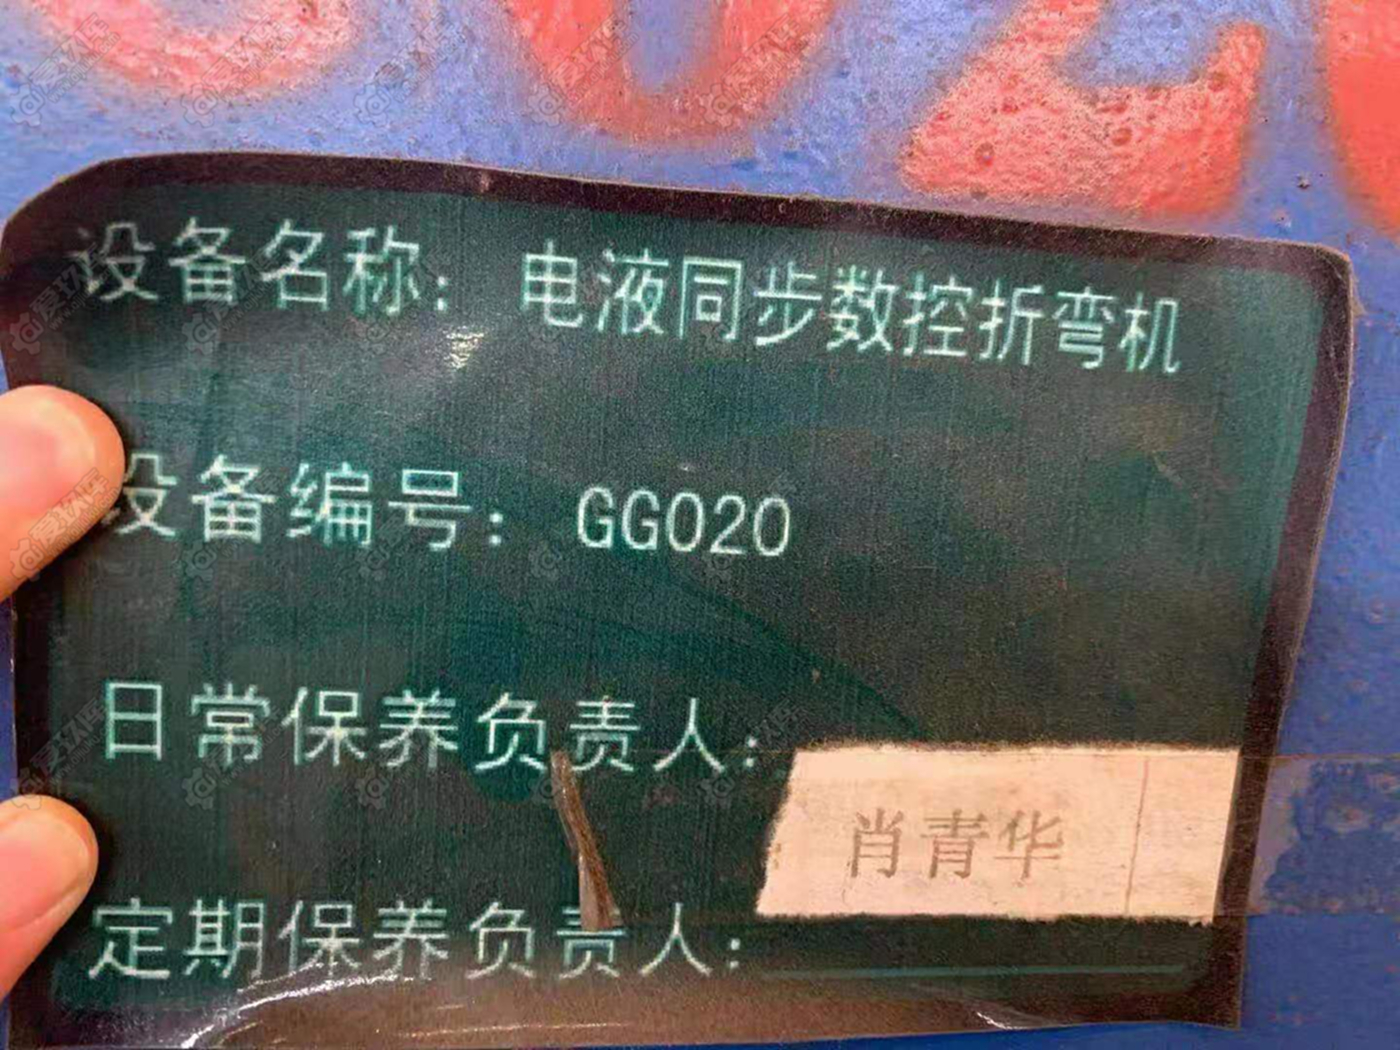 设备名称：电液同步数控折弯机
设备编号：GG020
日常保养负责人：肖青华
定期保养负责人：